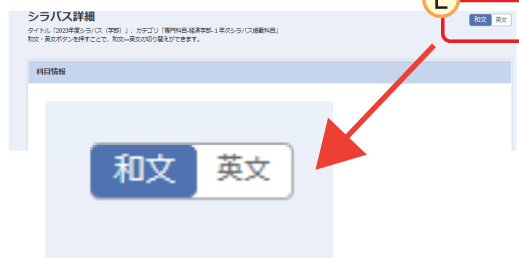 シラバス詳細
タイトル「2023年度シラバス(学部)」、カテゴリ「専門科目-経済学部-1年次シラバス掲載科目」
和文・英文ボタンを押すことで、和文⇔英文の切り替えができます。
E
和文 英文
科目情報
和文 英文